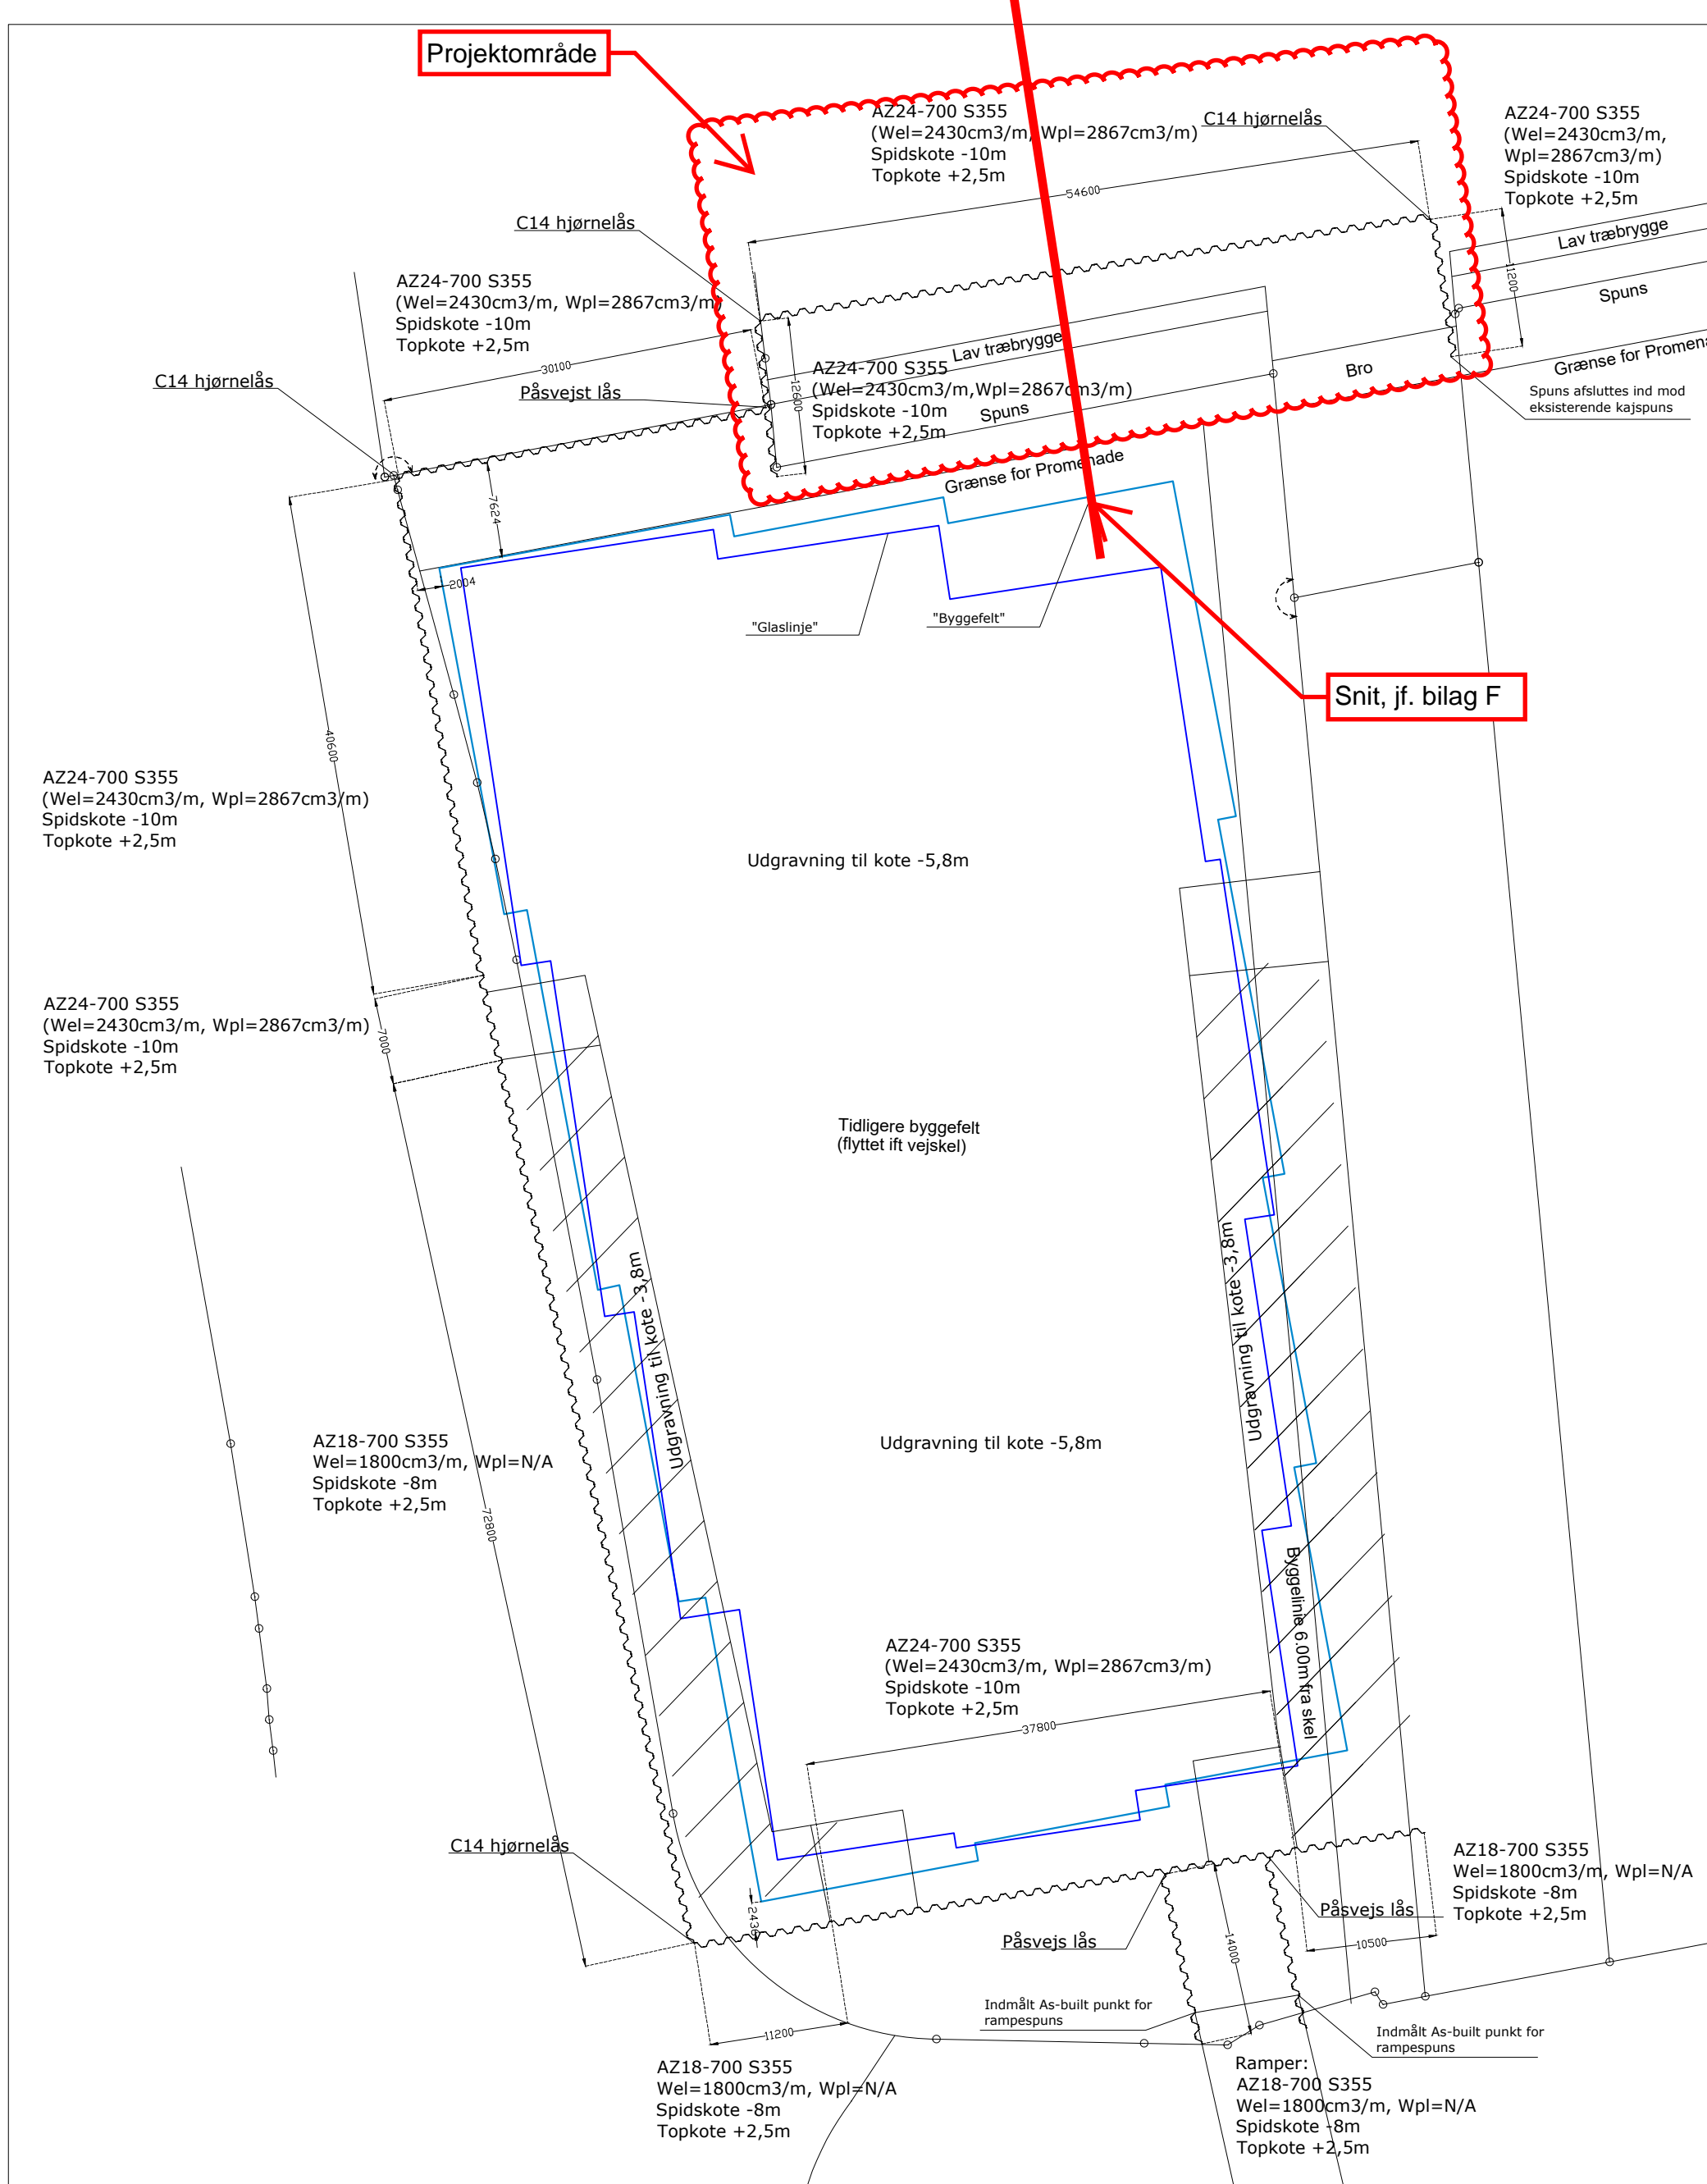 Projektområde
AZ24-700 S355
(Wel=2430cm3/m, Wpl=2867cm3/m)
Spidskote -10m
Topkote +2,5m
C14 hjørnelås
AZ24-700 S355
(Wel=2430cm3/m,
Wpl=2867cm3/m)
Spidskote -10m
Topkote +2,5m
54600
C14 hjørnelås
Lav træbrygge
11200
Spuns
AZ24-700 S355
(Wel=2430cm3/m, Wpl=2867cm3/m)
Spidskote -10m
Topkote +2,5m
30100
C14 hjørnelås
Påsvejst lås
Lav træbrygge
12600
AZ24-700 S355
(Wel=2430cm3/m,Wpl=2867cm3/m)
Spidskote -10m
Topkote +2,5m
Spuns
Bro
Grænse for Promena
Spuns afsluttes ind mod
eksisterende kajspuns
Grænse for Promenade
7624
2004
"Glaslinje"
"Byggefelt"
Snit, jf. bilag F
40600
AZ24-700 S355
(Wel=2430cm3/m, Wpl=2867cm3/m)
Spidskote -10m
Topkote +2,5m
Udgravning til kote -5,8m
AZ24-700 S355
(Wel=2430cm3/m, Wpl=2867cm3/m)
Spidskote -10m
Topkote +2,5m
7000
Tidligere byggefelt
(flyttet ift vejskel)
Udgravning til kote -3,8m
Udgravning til kote -3,8m
AZ18-700 S355
Wel=1800cm3/m, Wpl=N/A
Spidskote -8m
Topkote +2,5m
72800
Udgravning til kote -5,8m
Byggelinie 6.00m fra skel
AZ24-700 S355
(Wel=2430cm3/m, Wpl=2867cm3/m)
Spidskote -10m
Topkote +2,5m
37800
C14 hjørnelås
AZ18-700 S355
Wel=1800cm3/m, Wpl=N/A
Spidskote -8m
Topkote +2,5m
Påsvejs lås
Påsvejs lås
14000
10500
Indmålt As-built punkt for
rampespuns
Indmålt As-built punkt for
rampespuns
11200
AZ18-700 S355
Wel=1800cm3/m, Wpl=N/A
Spidskote -8m
Topkote +2,5m
Ramper:
AZ18-700 S355
Wel=1800cm3/m, Wpl=N/A
Spidskote -8m
Topkote +2,5m